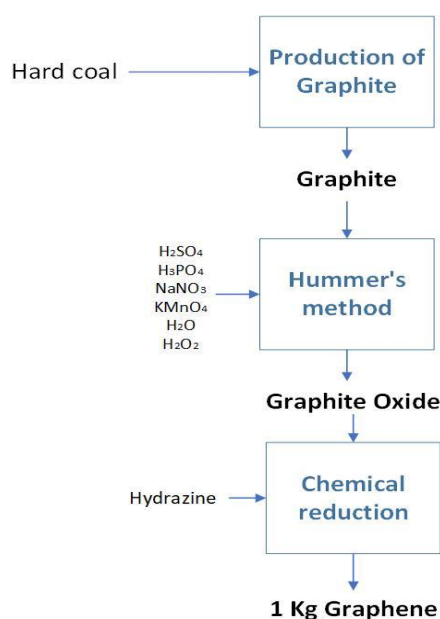 Production of
Graphite
Hard coal
Graphite
H₂SO₄
H₃PO₄
NaNO₃
KMnO₄
H₂O
H₂O₂
Hummer's
method
Graphite Oxide
Hydrazine
Chemical
reduction
1 Kg Graphene